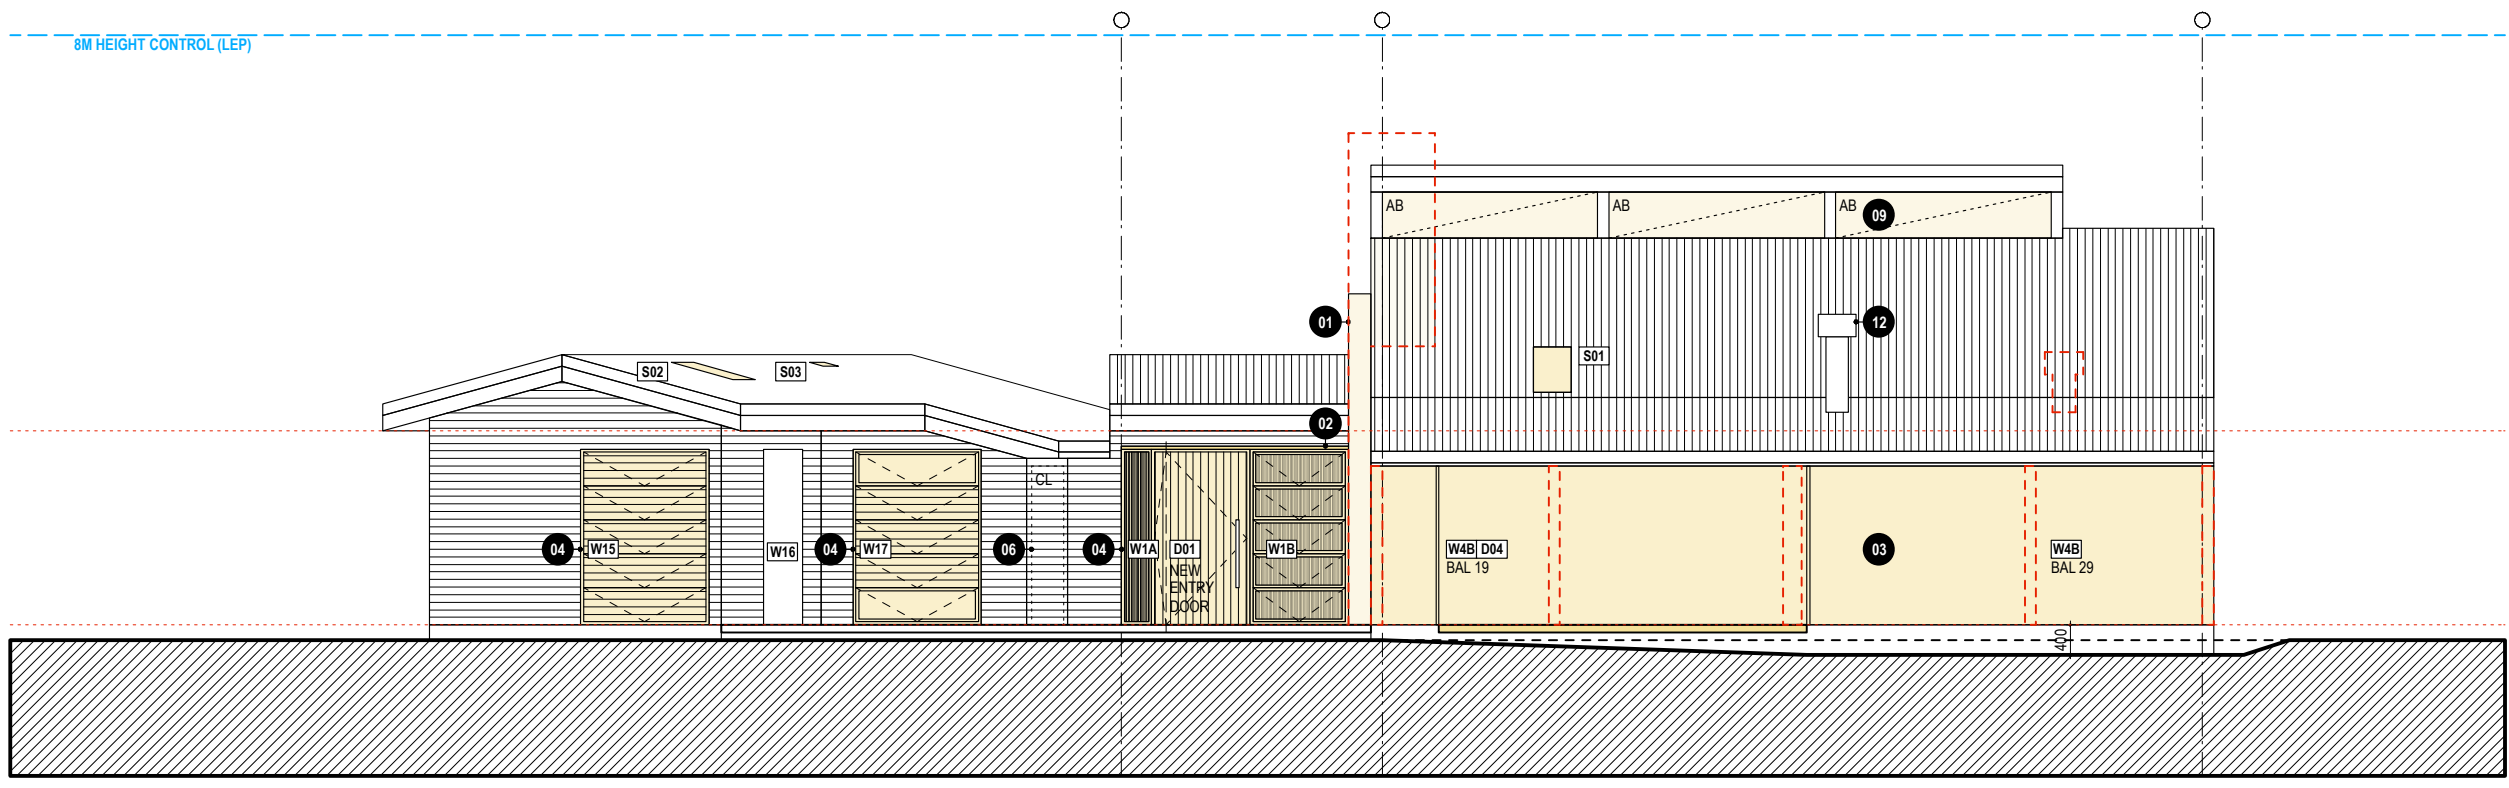 8M HEIGHT CONTROL (LEP)
AB
AB
AB
09
01
12
S01
S02
S03
02
CL
04
W15
W16
04
W17
06
04
W1A
D01
W1B
W4B
D04
03
W4B
NEW
ENTRY
DOOR
BAL 19
BAL 29
400